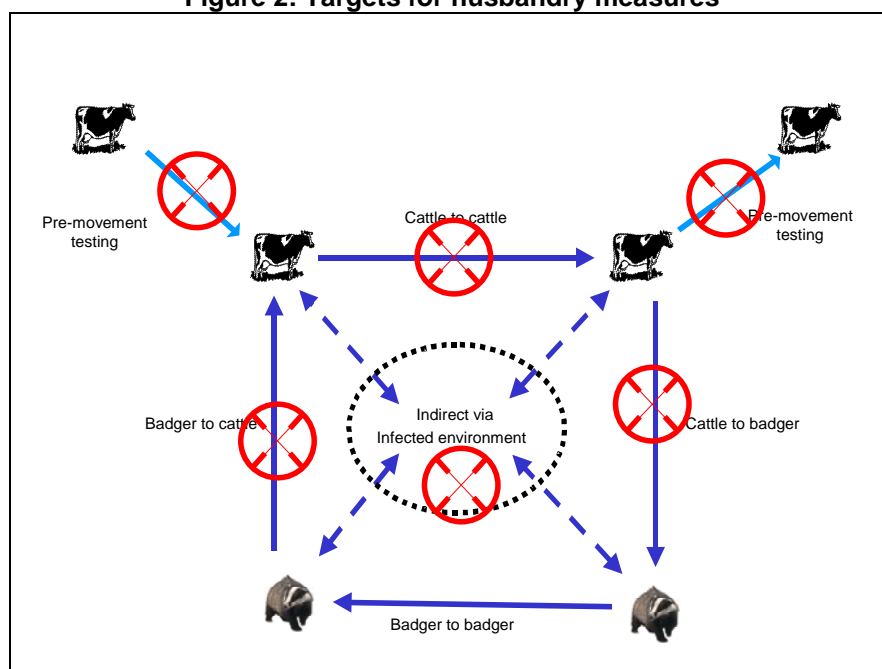 Figure 2: Targets for husbandry measures
Pre-movement
testing
Cattle to cattle
Pre-movement
testing
Badger to cattle
Indirect via
Infected environment
Cattle to badger
Badger to badger